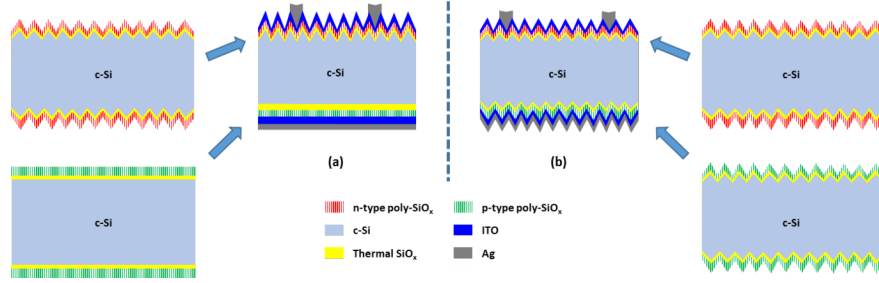 c-Si
c-Si
c-Si
c-Si
(a)
(b)
c-Si
c-Si
n-type poly-SiOx
p-type poly-SiOx
c-Si
ITO
Thermal SiOx
Ag